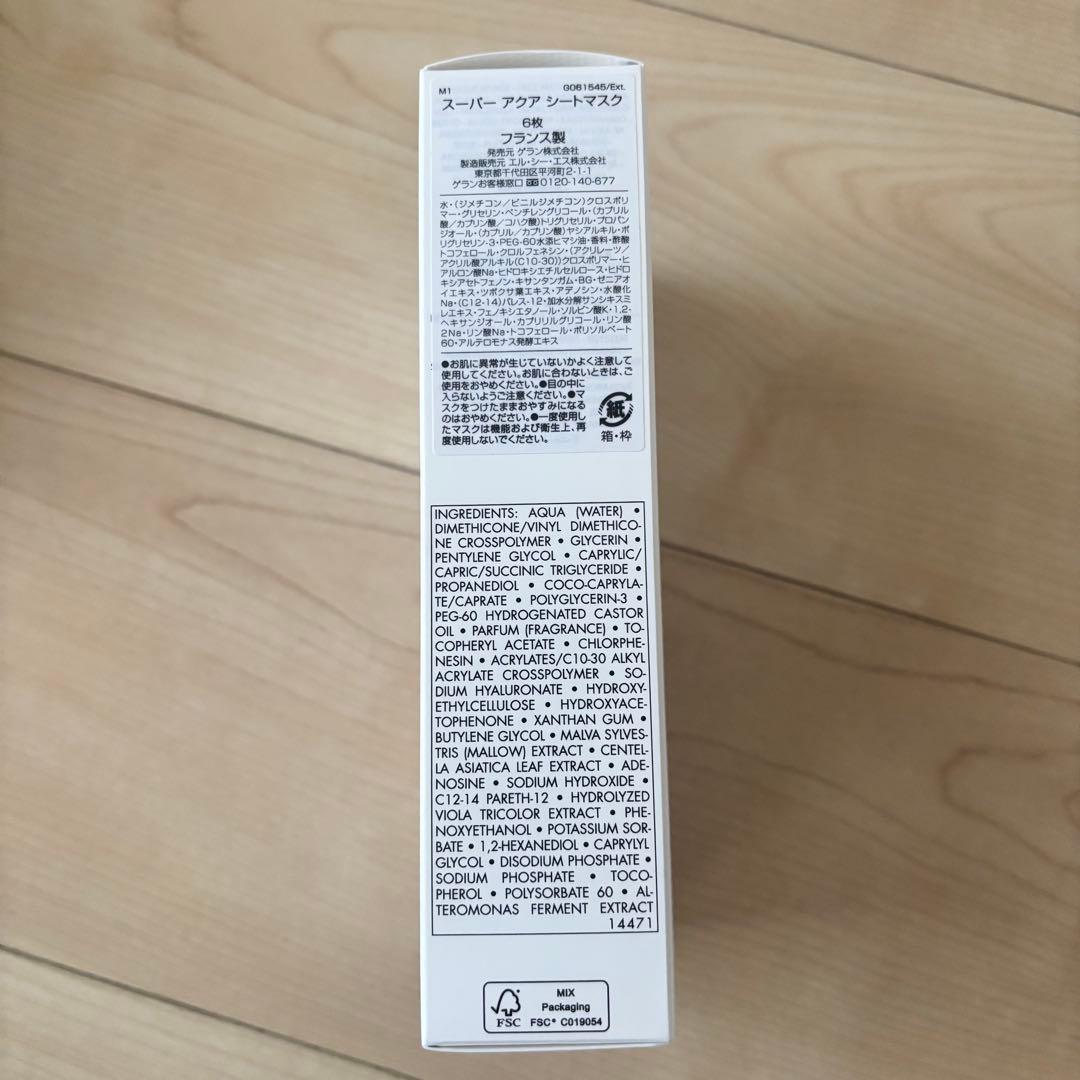 M1 G061545/Ext.
スーパー アクア シートマスク
6枚
フランス製
発売元 ゲラン株式会社
製造販売元 エル・シー・エス株式会社
東京都千代田区平河町2-1-1
ゲランお客様窓口 0120-140-677
水・(ジメチコン/ビニルジメチコン)クロスポリ
マー・グリセリン・ペンチレングリコール・(カプリル
酸/カプリン酸/コハク酸)トリグリセリル・プロパン
ジオール・(カプリル/カプリン酸)ヤシアルキル・ポ
リグリセリン-3・PEG-60水添ヒマシ油・香料・酢酸
トコフェロール・クロルフェネシン・(アクリレーツ/
アクリル酸アルキル(C10-30))クロスポリマー・ヒ
アルロン酸Na・ヒドロキシエチルセルロース・ヒドロ
キシアセトフェノン・キサンタンガム・BG・ゼニアオ
イエキス・ツボクサ葉エキス・アデノシン・水酸化
Na・(C12-14)パレス-12・加水分解サンシキスミ
レエキス・フェノキシエタノール・ソルビン酸K・1,2-
ヘキサンジオール・カプリリルグリコール・リン酸
2Na・リン酸Na・トコフェロール・ポリソルベート
60・アルテロモナス発酵エキス
●お肌に異常が生じていないかよく注意して
使用してください。お肌に合わないときは、ご
使用をおやめください。●目の中に
入らないようご注意ください。●マ
スクをつけたままおやすみになる
のはおやめください。●一度使用し
たマスクは機能および衛生上、再
度使用しないでください。
紙
箱・枠
INGREDIENTS: AQUA (WATER) •
DIMETHICONE/VINYL DIMETHICO-
NE CROSSPOLYMER • GLYCERIN •
PENTYLENE GLYCOL • CAPRYLIC/
CAPRIC/SUCCINIC TRIGLYCERIDE •
PROPANEDIOL • COCO-CAPRYLA-
TE/CAPRATE • POLYGLYCERIN-3 •
PEG-60 HYDROGENATED CASTOR
OIL • PARFUM (FRAGRANCE) • TO-
COPHERYL ACETATE • CHLORPHE-
NESIN • ACRYLATES/C10-30 ALKYL
ACRYLATE CROSSPOLYMER • SO-
DIUM HYALURONATE • HYDROXY-
ETHYLCELLULOSE • HYDROXYACE-
TOPHENONE • XANTHAN GUM •
BUTYLENE GLYCOL • MALVA SYLVES-
TRIS (MALLOW) EXTRACT • CENTEL-
LA ASIATICA LEAF EXTRACT • ADE-
NOSINE • SODIUM HYDROXIDE •
C12-14 PARETH-12 • HYDROLYZED
VIOLA TRICOLOR EXTRACT • PHE-
NOXYETHANOL • POTASSIUM SOR-
BATE • 1,2-HEXANEDIOL • CAPRYLYL
GLYCOL • DISODIUM PHOSPHATE •
SODIUM PHOSPHATE • TOCO-
PHEROL • POLYSORBATE 60 • AL-
TEROMONAS FERMENT EXTRACT
14471
FSC
MIX
Packaging
FSC® C019054